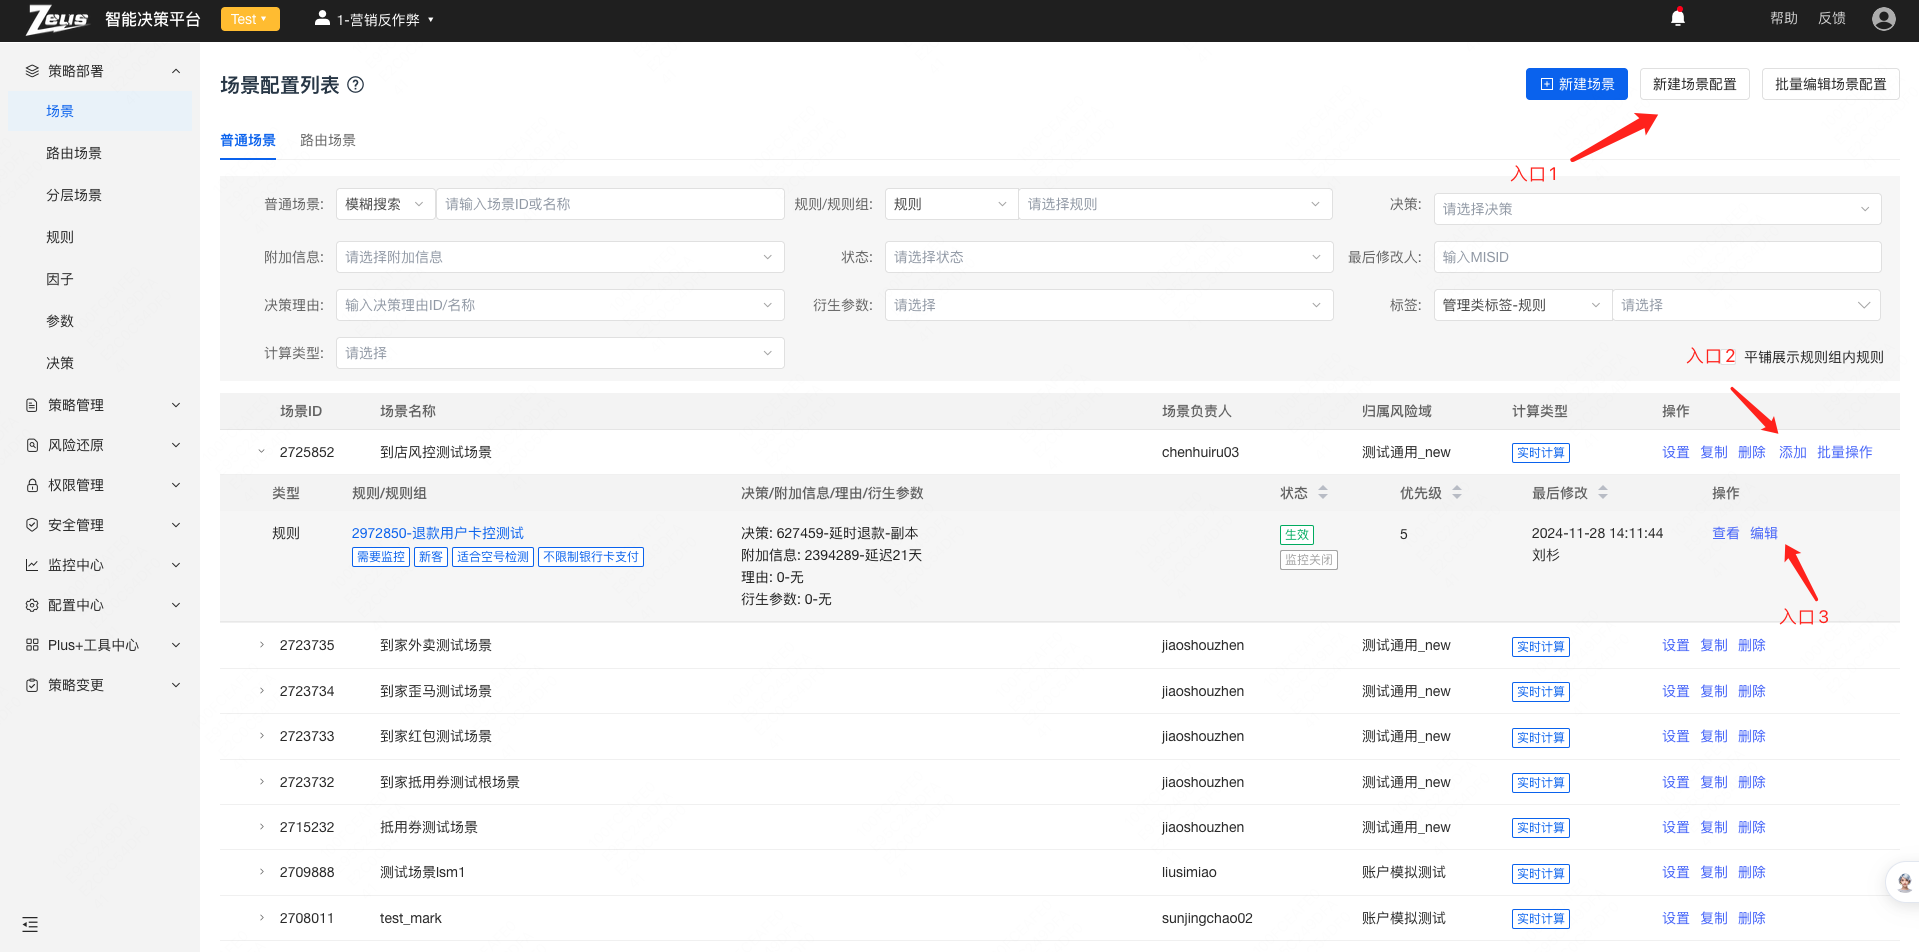 Zeus 智能决策平台 Test 1-营销反作弊 帮助 反馈
策略部署
场景
路由场景
分层场景
规则
因子
参数
决策
策略管理
风险还原
权限管理
安全管理
监控中心
配置中心
Plus+工具中心
策略变更
场景配置列表 新建场景 新建场景配置 批量编辑场景配置
入口1
普通场景 路由场景
普通场景: 模糊搜索 请输入场景ID或名称 规则/规则组: 规则 请选择规则 决策: 请选择决策
附加信息: 请选择附加信息 状态: 请选择状态 最后修改人: 输入MISID
决策理由: 输入决策理由ID/名称 衍生参数: 请选择 标签: 管理类标签-规则 请选择
计算类型: 请选择 入口2 平铺展示规则组内规则
场景ID 场景名称 场景负责人 归属风险域 计算类型 操作
2725852 到店风控测试场景 chenhuiru03 测试通用_new 实时计算 设置 复制 删除 添加 批量操作
类型 规则/规则组 决策/附加信息/理由/衍生参数 状态 优先级 最后修改 操作
规则 2972850-退款用户卡控测试 决策: 627459-延时退款-副本 生效 5 2024-11-28 14:11:44 查看 编辑
需要监控 新客 适合空号检测 不限制银行卡支付 附加信息: 2394289-延迟21天 监控关闭 刘杉
理由: 0-无
衍生参数: 0-无
入口3
2723735 到家外卖测试场景 jiaoshouzhen 测试通用_new 实时计算 设置 复制 删除
2723734 到家歪马测试场景 jiaoshouzhen 测试通用_new 实时计算 设置 复制 删除
2723733 到家红包测试场景 jiaoshouzhen 测试通用_new 实时计算 设置 复制 删除
2723732 到家抵用券测试根场景 jiaoshouzhen 测试通用_new 实时计算 设置 复制 删除
2715232 抵用券测试场景 jiaoshouzhen 测试通用_new 实时计算 设置 复制 删除
2709888 测试场景lsm1 liusimiao 账户模拟测试 实时计算 设置 复制 删除
2708011 test_mark sunjingchao02 账户模拟测试 实时计算 设置 复制 删除